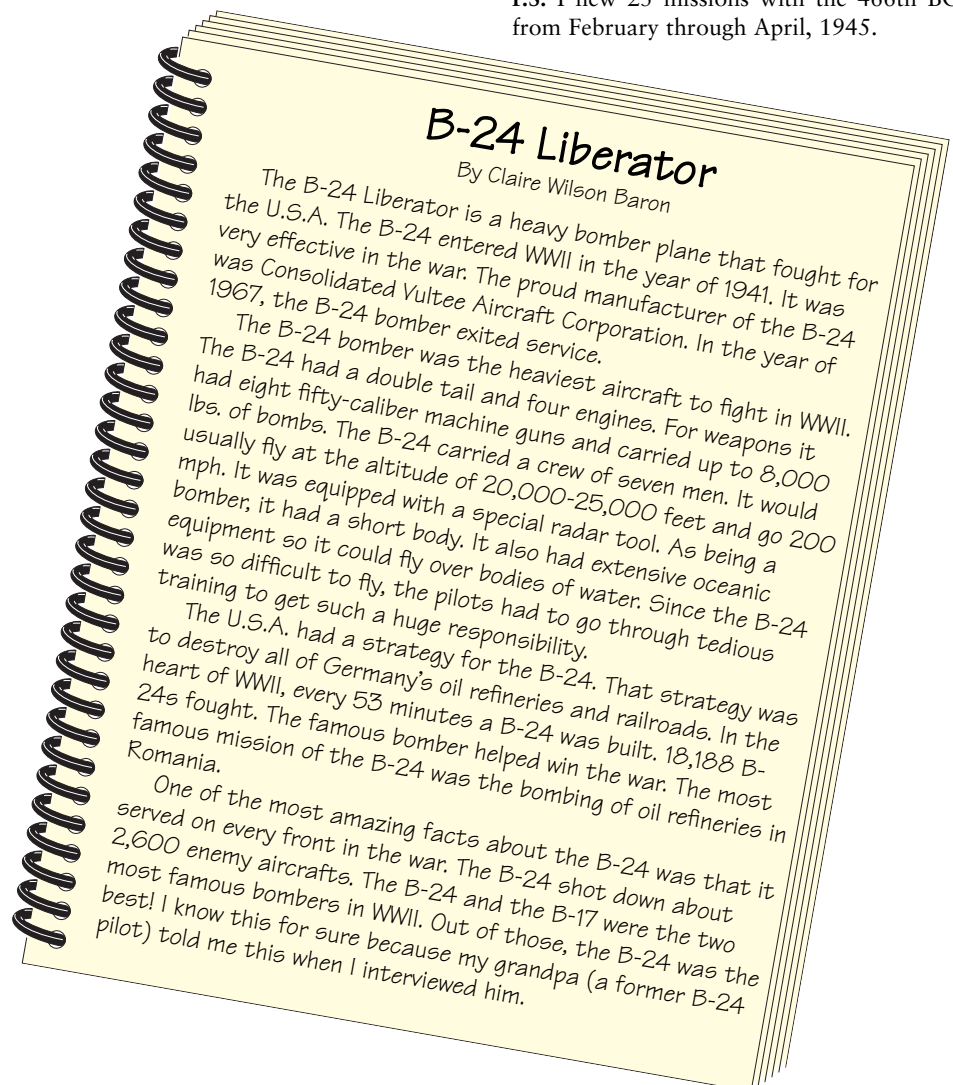 P.S. I flew 25 missions with the 466th BG
from February through April, 1945.
B-24 Liberator
By Claire Wilson Baron
The B-24 Liberator is a heavy bomber plane that fought for
the U.S.A. The B-24 entered WWII in the year of 1941. It was
very effective in the war. The proud manufacturer of the B-24
was Consolidated Vultee Aircraft Corporation. In the year of
1967, the B-24 bomber exited service.
The B-24 bomber was the heaviest aircraft to fight in WWII.
The B-24 had a double tail and four engines. For weapons it
had eight fifty-caliber machine guns and carried up to 8,000
lbs. of bombs. The B-24 carried a crew of seven men. It would
usually fly at the altitude of 20,000-25,000 feet and go 200
mph. It was equipped with a special radar tool. As being a
bomber, it had a short body. It also had extensive oceanic
equipment so it could fly over bodies of water. Since the B-24
was so difficult to fly, the pilots had to go through tedious
training to get such a huge responsibility.
The U.S.A. had a strategy for the B-24. That strategy was
to destroy all of Germany's oil refineries and railroads. In the
heart of WWII, every 53 minutes a B-24 was built. 18,188 B-
24s fought. The famous bomber helped win the war. The most
famous mission of the B-24 was the bombing of oil refineries in
Romania.
One of the most amazing facts about the B-24 was that it
served on every front in the war. The B-24 shot down about
2,600 enemy aircrafts. The B-24 and the B-17 were the two
most famous bombers in WWII. Out of those, the B-24 was the
best! I know this for sure because my grandpa (a former B-24
pilot) told me this when I interviewed him.